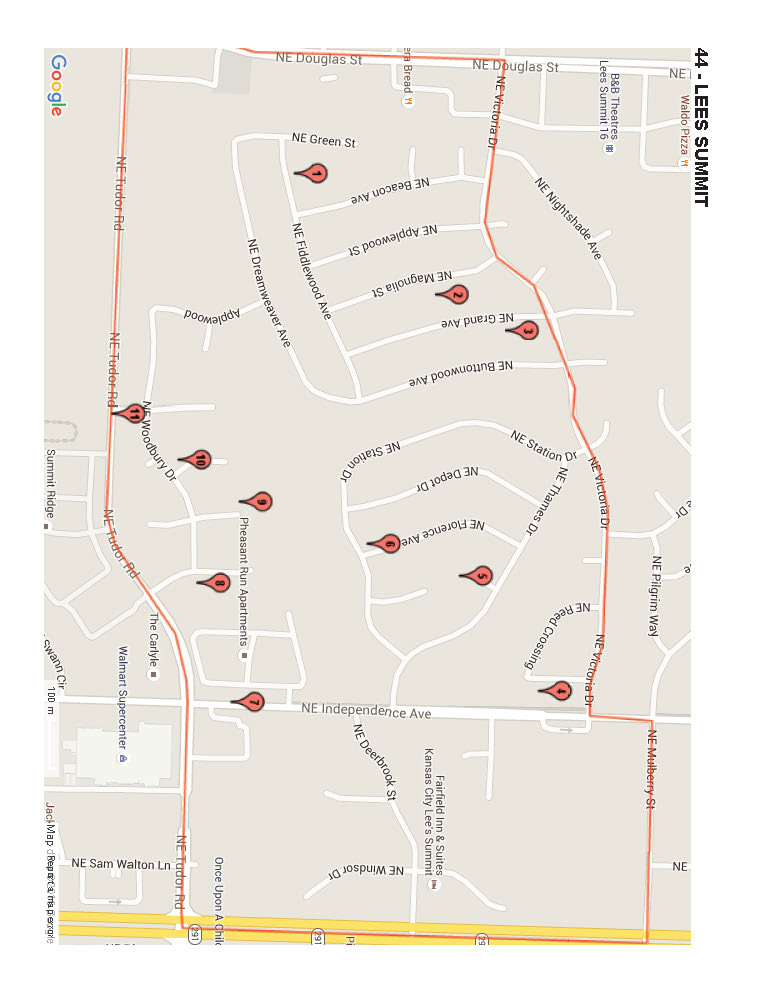 44 - LEES SUMMIT
NE Douglas St
NE Douglas St
B&B Theatres
Lees Summit 16
Waldo Pizza
NE Victoria Dr
NE Green St
NE Tudor Rd
1
NE Beacon Ave
NE Nightshade Ave
NE Fiddlewood Ave
NE Dreamweaver Ave
NE Applewood St
NE Magnolia St
2
NE Grand Ave
3
NE Buttonwood Ave
Applewood
NE Tudor Rd
11
NE Woodbury Dr
10
9
NE Station Dr
NE Station Dr
NE Depot Dr
NE Thames Dr
NE Victoria Dr
NE Florence Ave
6
5
8
Summit Ridge
NE Tudor Rd
Pheasant Run Apartments
NE Pilgrim Way
NE Reed Crossing
NE Victoria Dr
4
The Carlyle
Walmart Supercenter
Swann Cir
7
NE Independence Ave
NE Deerbrook St
Fairfield Inn & Suites
Kansas City Lee's Summit
NE Mulberry St
NE Windsor Dr
NE Sam Walton Ln
NE Tudor Rd
Once Upon A Child
291
291
100 m
Google